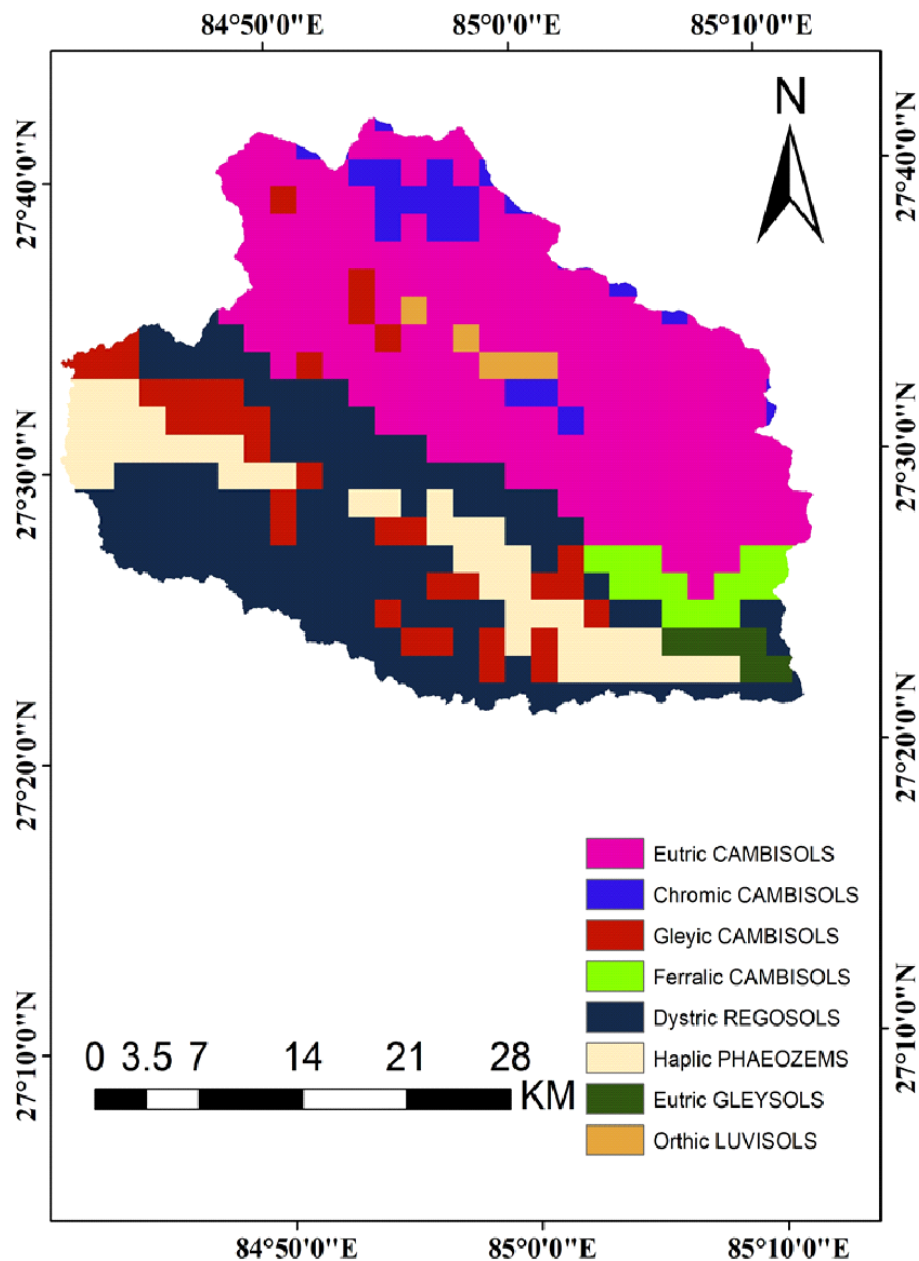 84°50'0"E 85°0'0"E 85°10'0"E
N
27°40'0"N 27°40'0"N
27°30'0"N 27°30'0"N
27°20'0"N 27°20'0"N
27°10'0"N 27°10'0"N
Eutric CAMBISOLS
Chromic CAMBISOLS
Gleyic CAMBISOLS
Ferralic CAMBISOLS
Dystric REGOSOLS
Haplic PHAEOZEMS
Eutric GLEYSOLS
Orthic LUVISOLS
0 3.5 7 14 21 28
KM
84°50'0"E 85°0'0"E 85°10'0"E